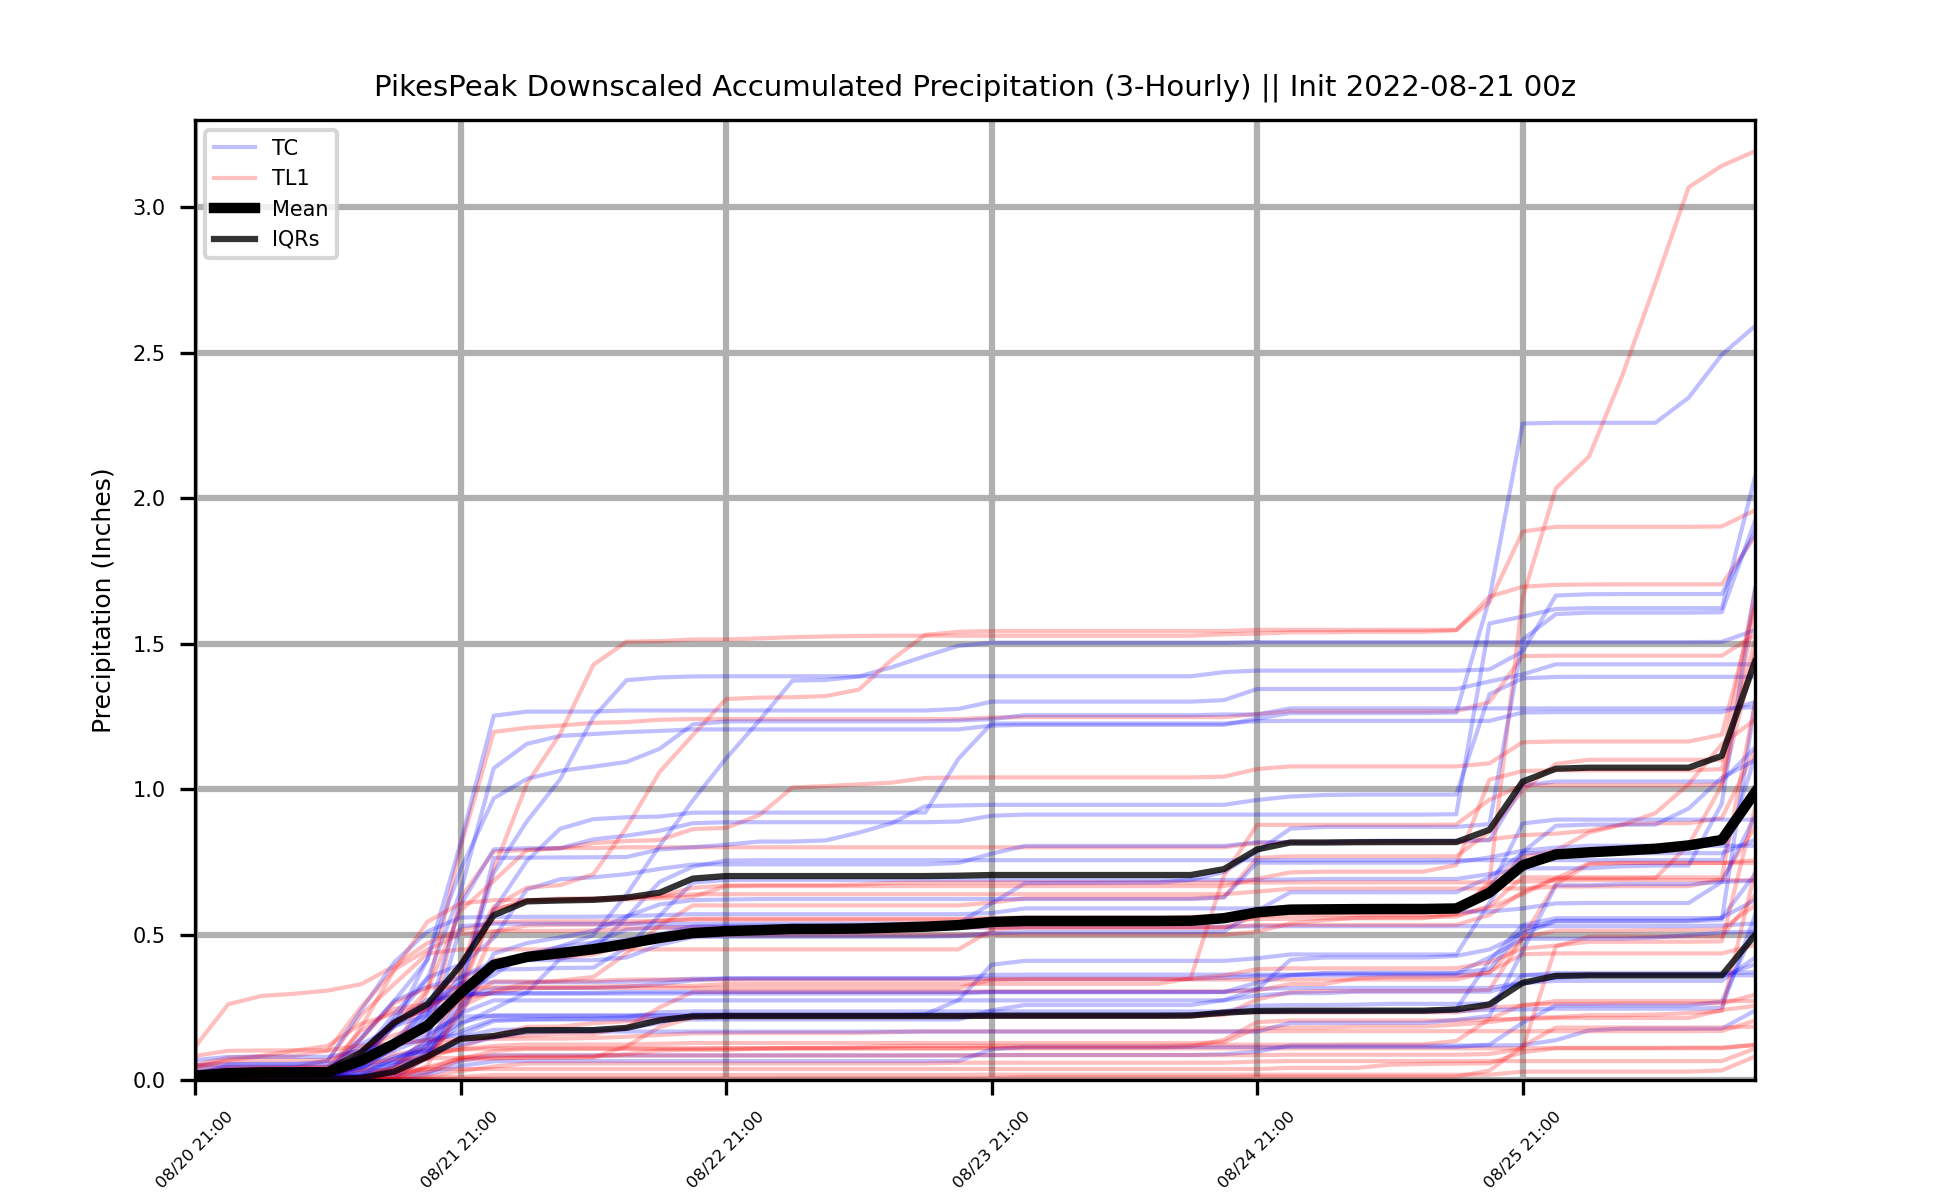 PikesPeak Downscaled Accumulated Precipitation (3-Hourly) || Init 2022-08-21 00z
TC
TL1
Mean
IQRs
Precipitation (Inches)
3.0
2.5
2.0
1.5
1.0
0.5
0.0
08/20 21:00
08/21 21:00
08/22 21:00
08/23 21:00
08/24 21:00
08/25 21:00